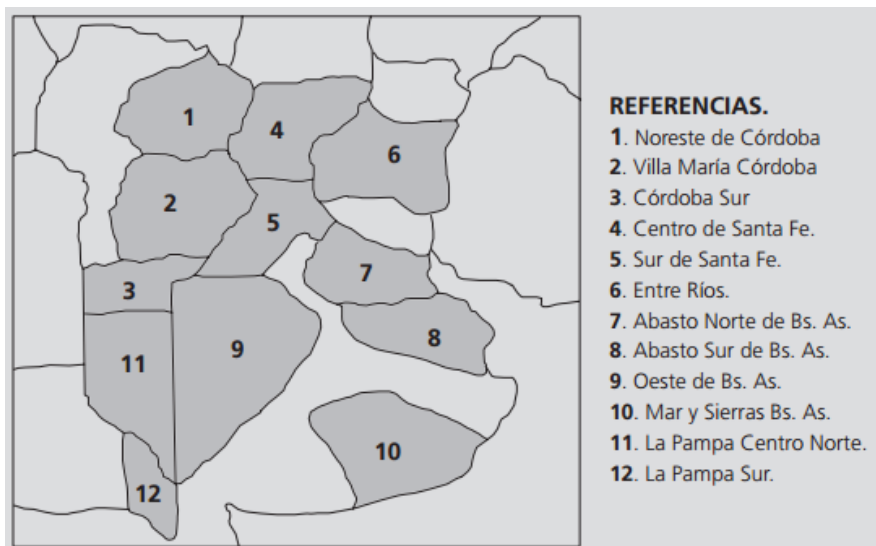 1
4
6
2
5
7
3
8
9
11
10
12
REFERENCIAS.
1. Noreste de Córdoba
2. Villa María Córdoba
3. Córdoba Sur
4. Centro de Santa Fe.
5. Sur de Santa Fe.
6. Entre Ríos.
7. Abasto Norte de Bs. As.
8. Abasto Sur de Bs. As.
9. Oeste de Bs. As.
10. Mar y Sierras Bs. As.
11. La Pampa Centro Norte.
12. La Pampa Sur.